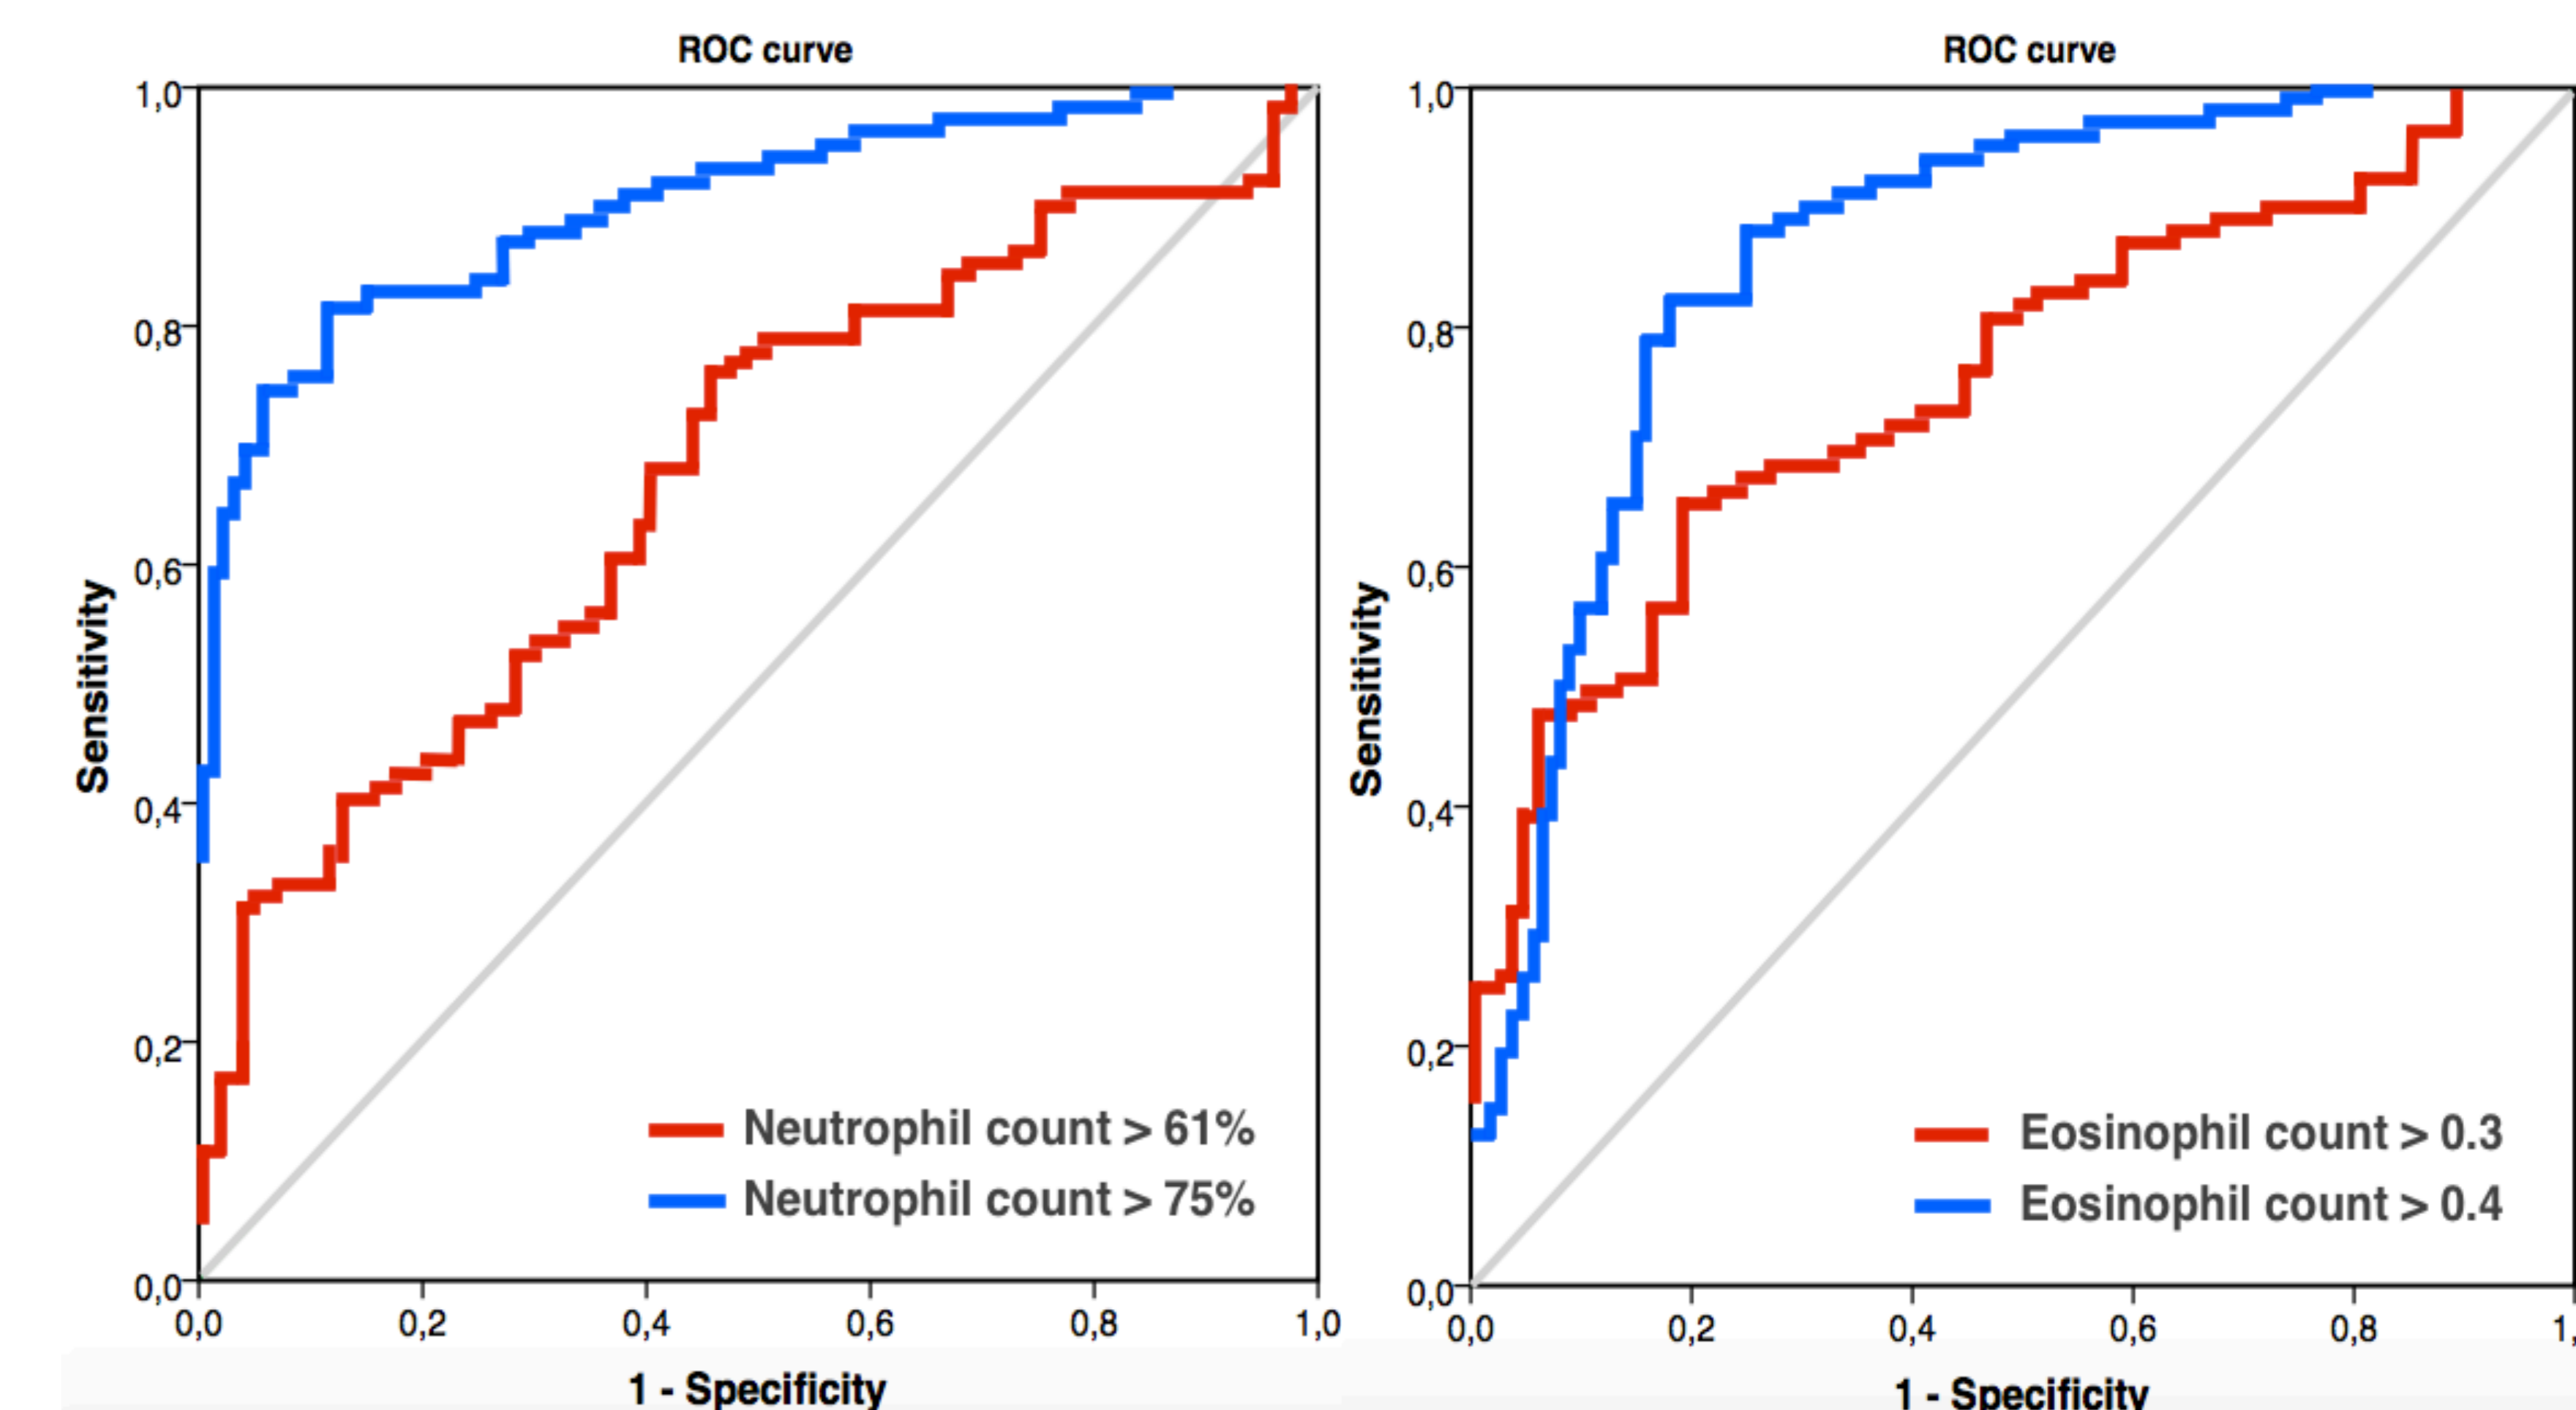 ROC curve
1,0
0,8
0,6
0,4
0,2
0,0
Sensitivity
0,0 0,2 0,4 0,6 0,8 1,0
1 - Specificity
Neutrophil count > 61%
Neutrophil count > 75%
ROC curve
1,0
0,8
0,6
0,4
0,2
0,0
Sensitivity
0,0 0,2 0,4 0,6 0,8 1,
1 - Specificity
Eosinophil count > 0.3
Eosinophil count > 0.4